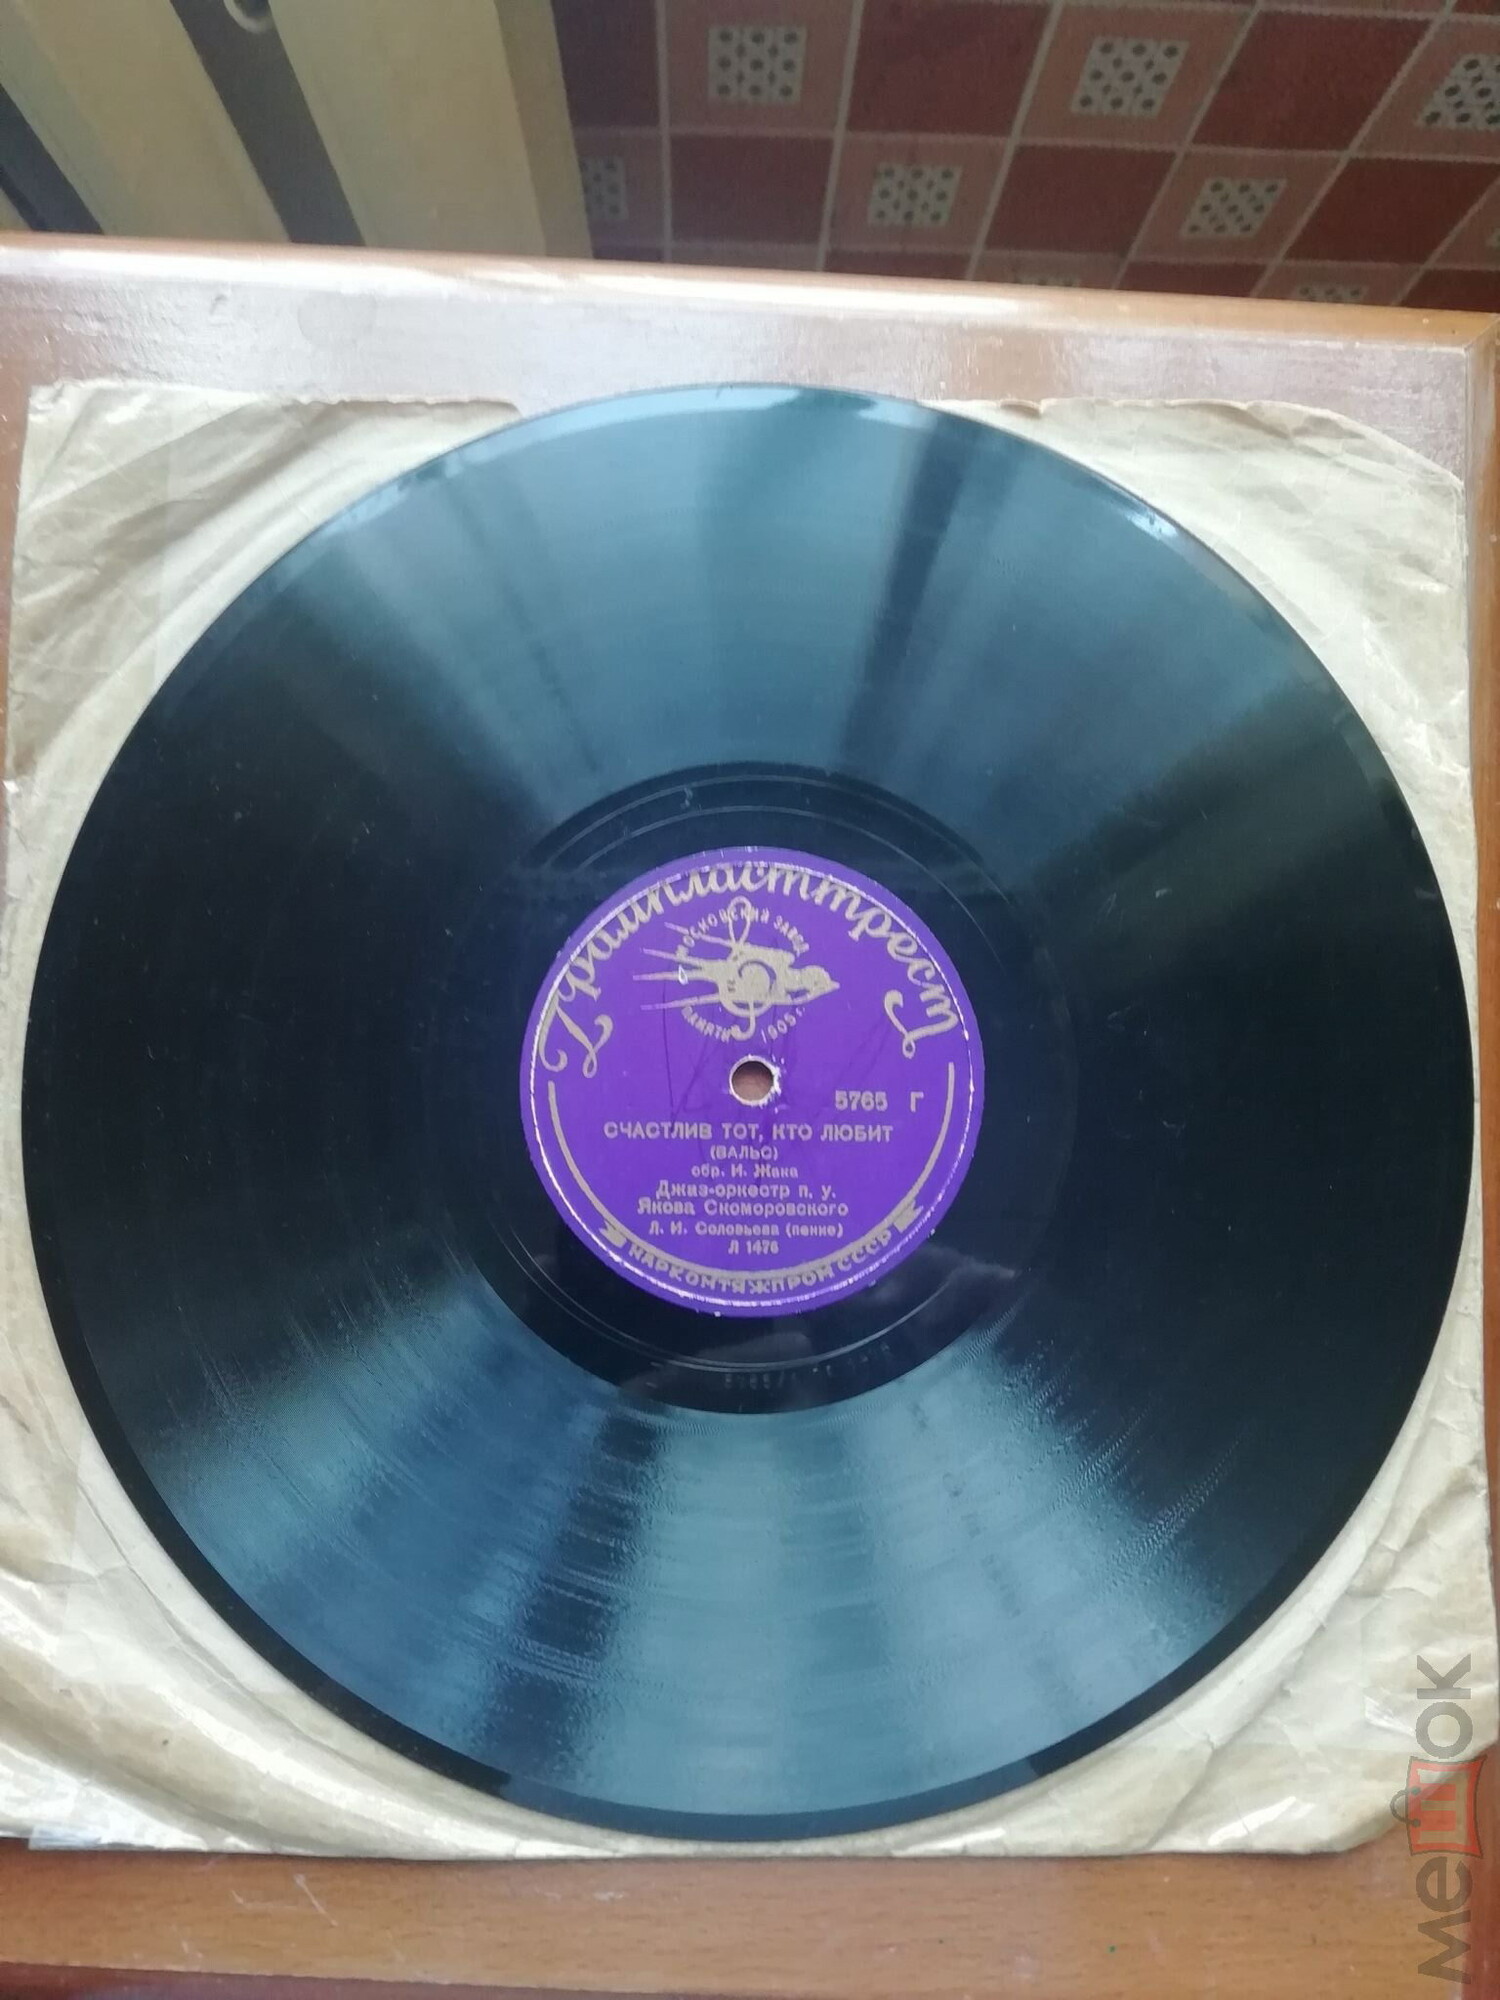 Грампласттрест
МОСКОВСКИЙ ЗАВОД
ПАМЯТИ 1905 г.
5765 Г
СЧАСТЛИВ ТОТ, КТО ЛЮБИТ
(ВАЛЬС)
обр. И. Жака
Джаз-оркестр п. у.
Якова Скоморовского
Л. И. Соловьева (пение)
Л 1476
НАРКОМТЯЖПРОМ СССР
мешок